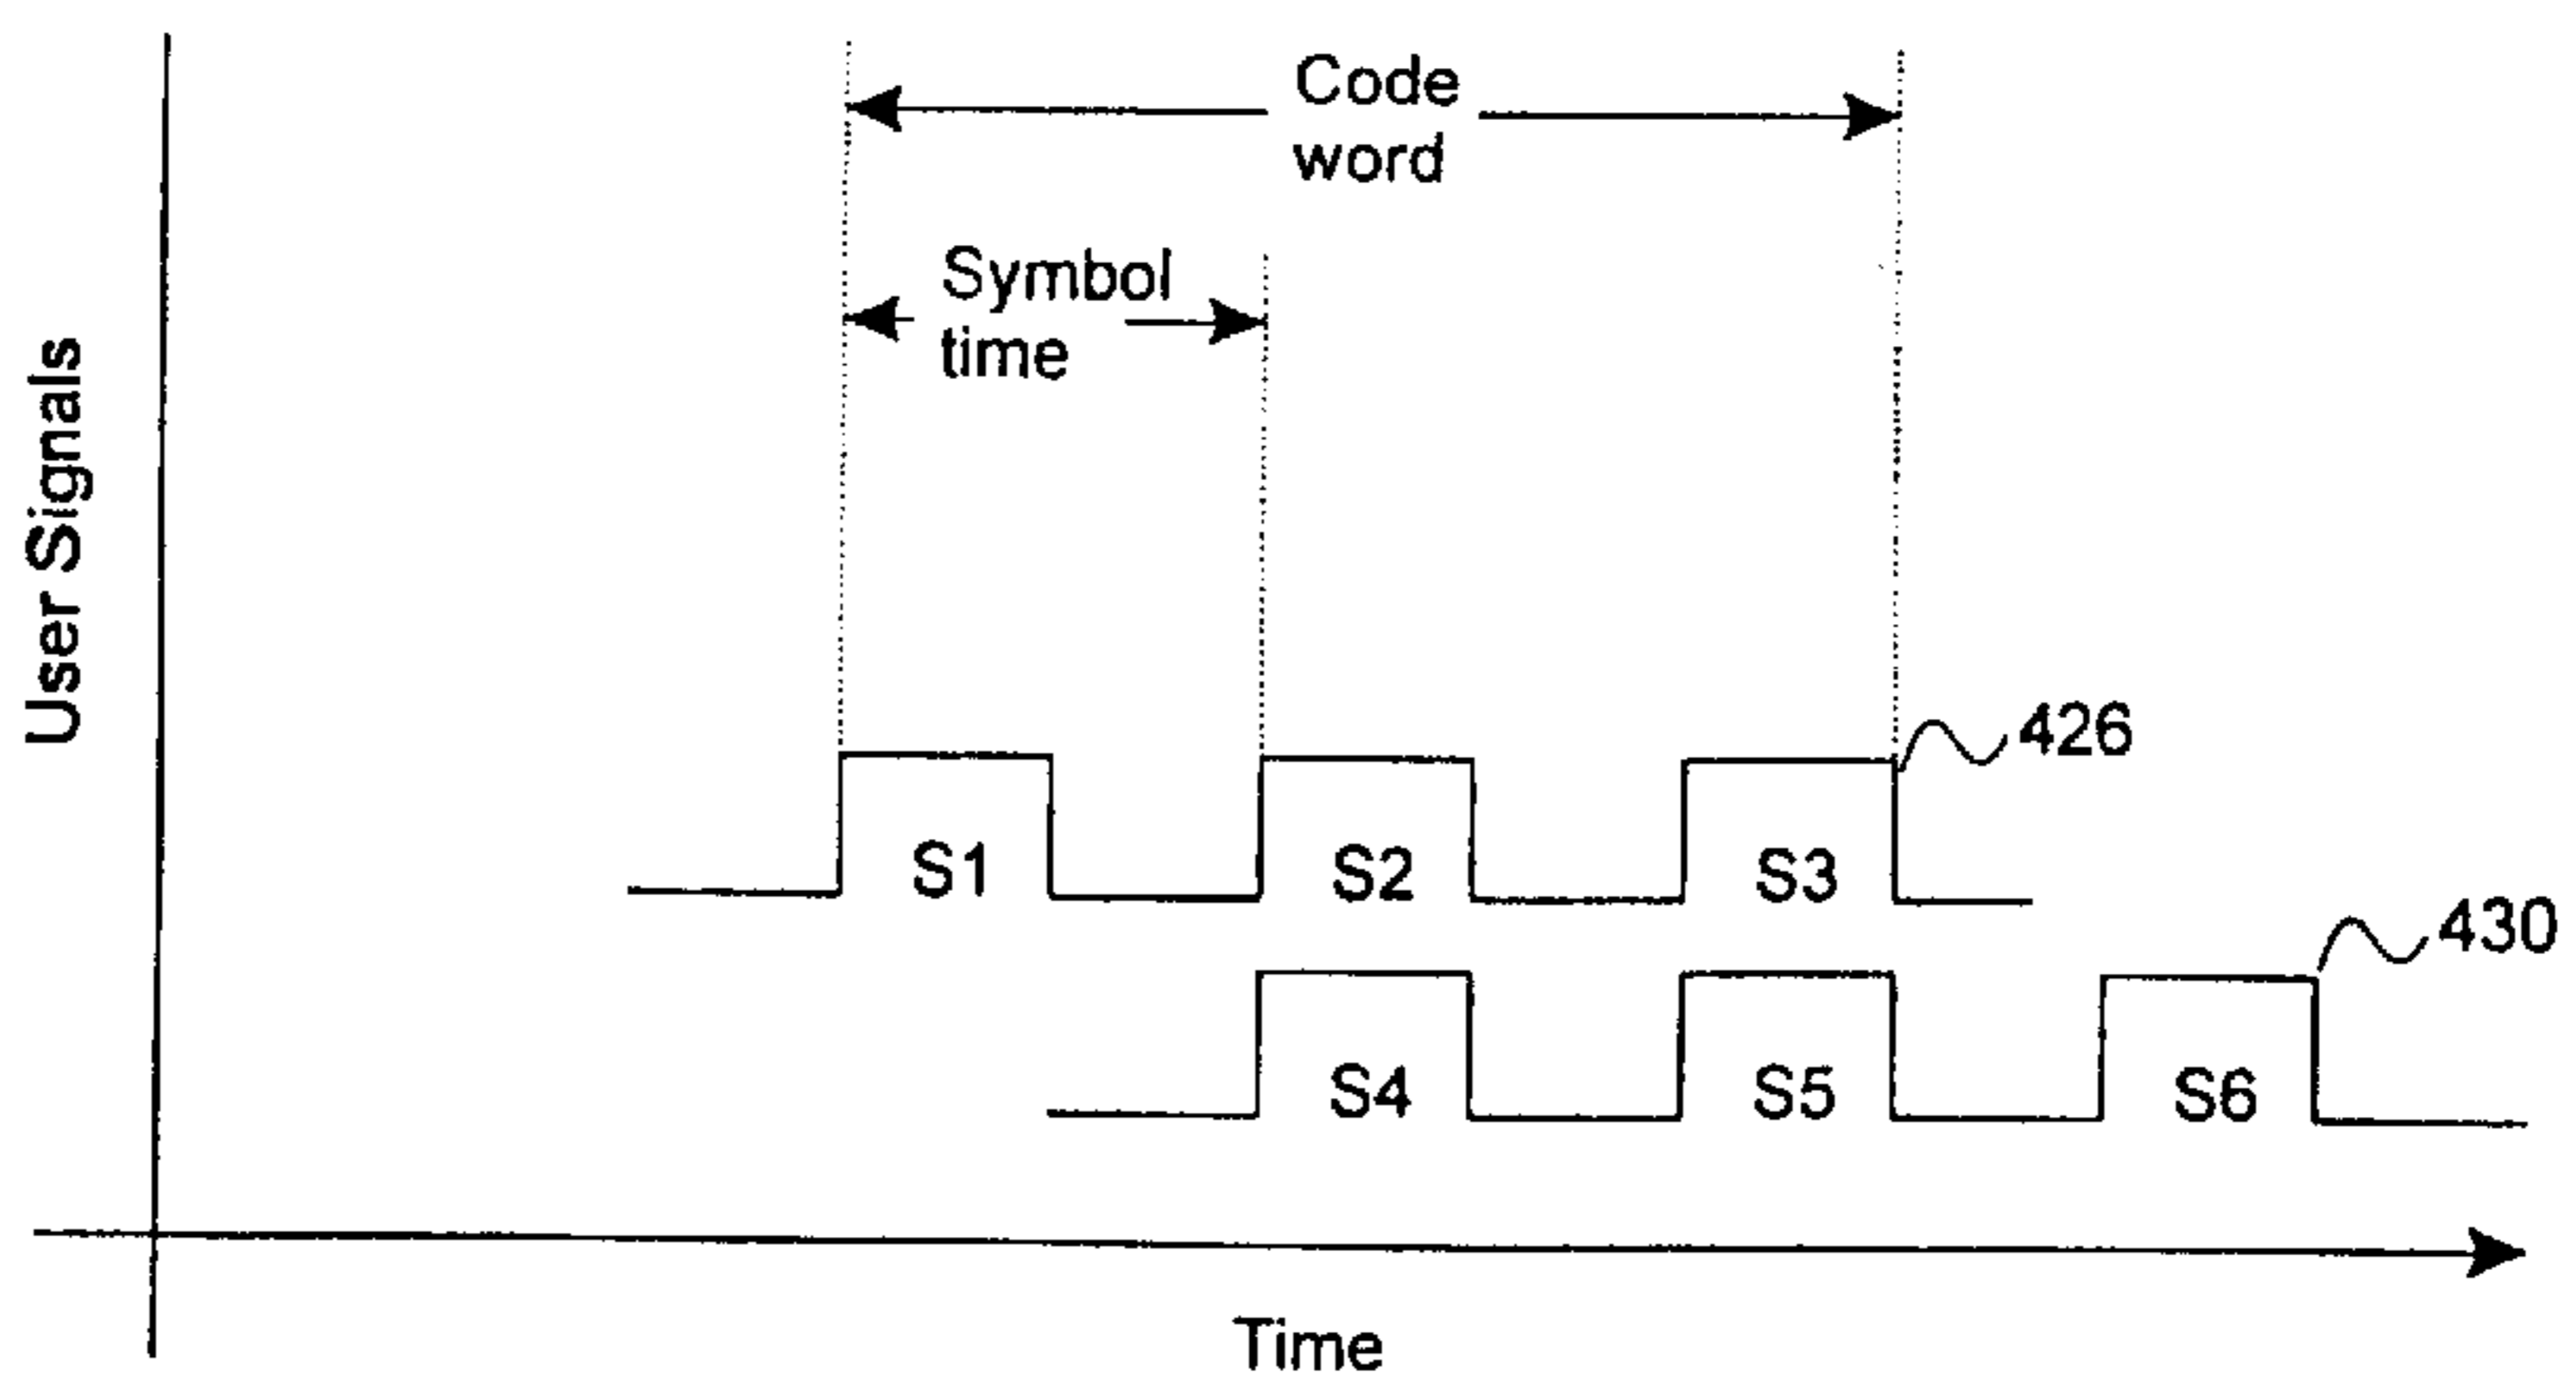 Code
word
Symbol
time
User Signals
426
S1
S2
S3
430
S4
S5
S6
Time